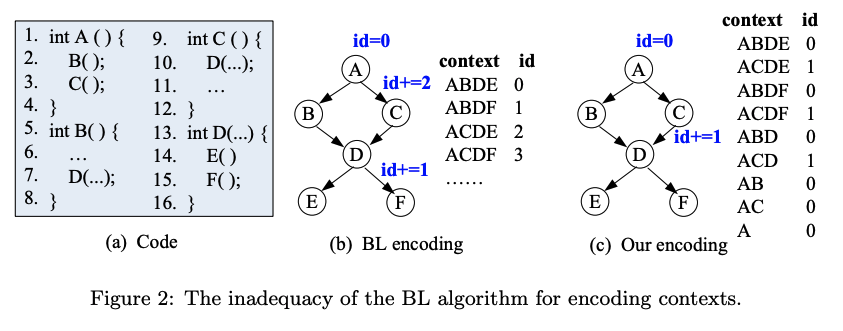 1. int A ( ) {
2. B( );
3. C( );
4. }
5. int B( ) {
6. ...
7. D(...);
8. }
9. int C ( ) {
10. D(...);
11. ...
12. }
13. int D(...) {
14. E( )
15. F( );
16. }
(a) Code
id=0
A
id+=2
B
C
D
id+=1
E
F
context id
ABDE 0
ABDF 1
ACDE 2
ACDF 3
......
(b) BL encoding
id=0
A
B
C
id+=1
D
E
F
context id
ABDE 0
ACDE 1
ABDF 0
ACDF 1
ABD 0
ACD 1
AB 0
AC 0
A 0
(c) Our encoding
Figure 2: The inadequacy of the BL algorithm for encoding contexts.